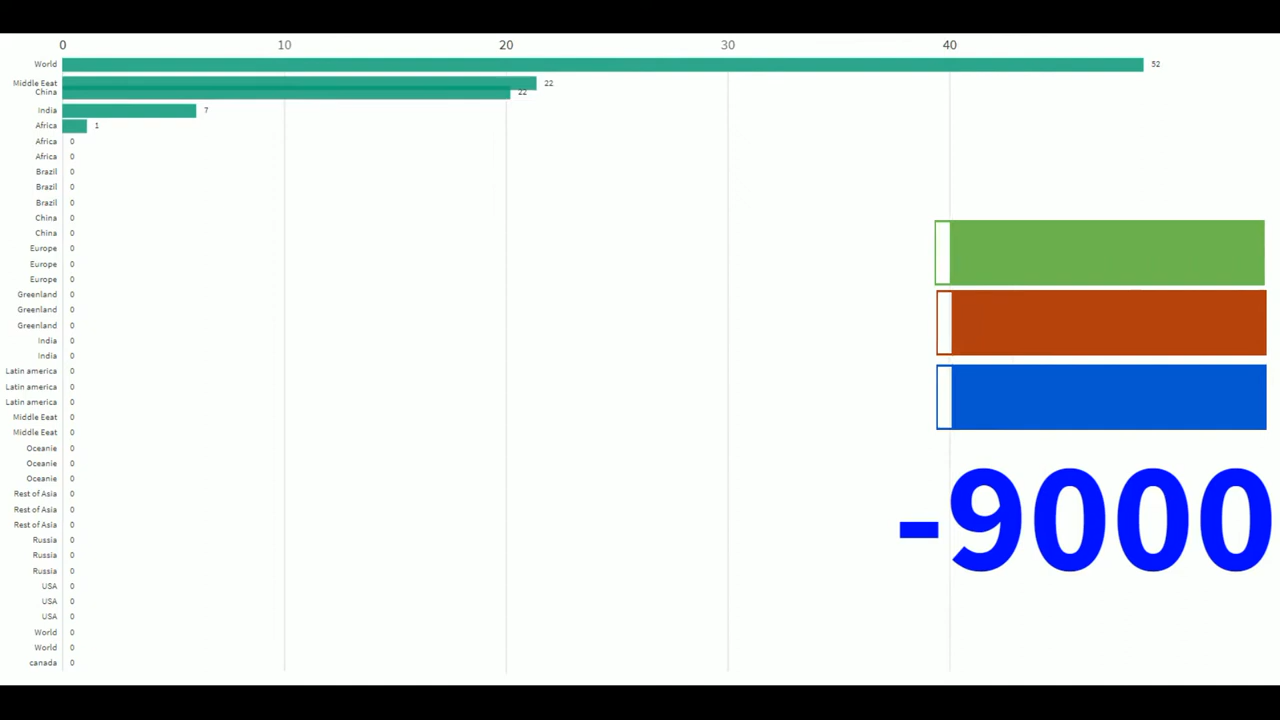 0 10 20 30 40
World 52
Middle Eeat 22
China 22
India 7
Africa 1
Africa 0
Africa 0
Brazil 0
Brazil 0
Brazil 0
China 0
China 0
Europe 0
Europe 0
Europe 0
Greenland 0
Greenland 0
Greenland 0
India 0
India 0
Latin america 0
Latin america 0
Latin america 0
Middle Eeat 0
Middle Eeat 0
Oceanie 0
Oceanie 0
Oceanie 0
Rest of Asia 0
Rest of Asia 0
Rest of Asia 0
Russia 0
Russia 0
Russia 0
USA 0
USA 0
USA 0
World 0
World 0
canada 0
-9000